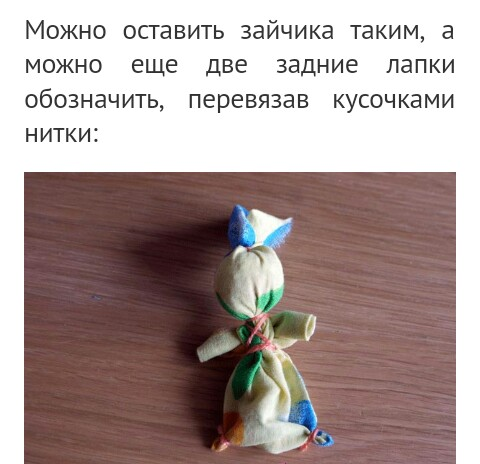 Можно оставить зайчика таким, а
можно еще две задние лапки
обозначить, перевязав кусочками
нитки: